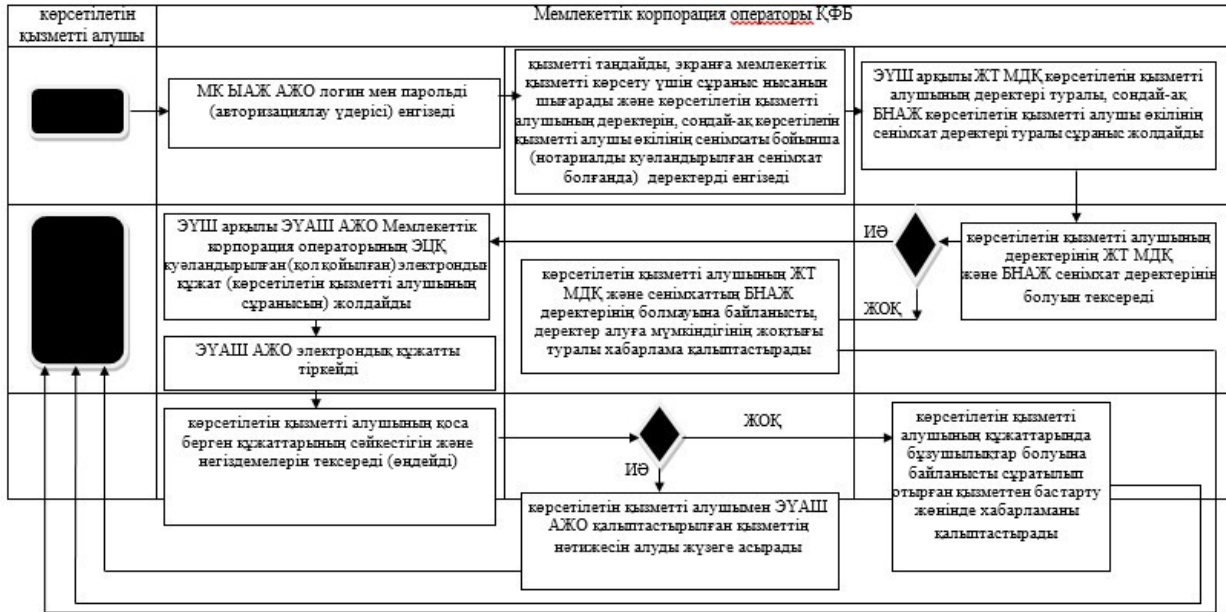 көрсетілетін
қызметті алушы
Мемлекеттік корпорация операторы ҚФБ
МК ЫАЖ АЖО логин мен парольді
(авторизациялау үдерісі) енгізеді
қызметті таңдайды, экранға мемлекеттік
қызметті көрсету үшін сұраныс нысанын
шығарады және көрсетілетін қызметті
алушының деректерін, сондай-ақ көрсетілетін
қызметті алушы өкілінің сенімхаты бойынша
(нотариалды куәландырылған сенімхат
болғанда) деректерді енгізеді
ЭҮШ арқылы ЖТ МДҚ көрсетілетін қызметті
алушының деректері туралы, сондай-ақ
БНАЖ көрсетілетін қызметті алушы өкілінің
сенімхат деректері туралы сұраныс жолдайды
ЭҮШ арқылы ЭҮАШ АЖО Мемлекеттік
корпорация операторының ЭЦҚ
куәландырылған (қол қойылған) электрондық
құжат (көрсетілетін қызметті алушының
сұранысын) жолдайды
ИӘ
көрсетілетін қызметті алушының
деректерінің ЖТ МДҚ
және БНАЖ сенімхат деректерінің
болуын тексереді
көрсетілетін қызметті алушының ЖТ
МДҚ және сенімхаттың БНАЖ
деректерінің болмауына байланысты,
деректер алуға мүмкіндігінің жоқтығы
туралы хабарлама қалыптастырады
ЖОҚ
ЭҮАШ АЖО электрондық құжатты
тіркейді
көрсетілетін қызметті алушының қоса
берген құжаттарының сәйкестігін және
негіздемелерін тексереді (өңдейді)
ЖОҚ
ИӘ
көрсетілетін қызметті
алушының құжаттарында
бұзушылықтар болуына
байланысты сұратылып
отырған қызметтен бас тарту
жөнінде хабарламаны
қалыптастырады
көрсетілетін қызметті алушымен ЭҮАШ
АЖО қалыптастырылған қызметтің
нәтижесін алуды жүзеге асырады